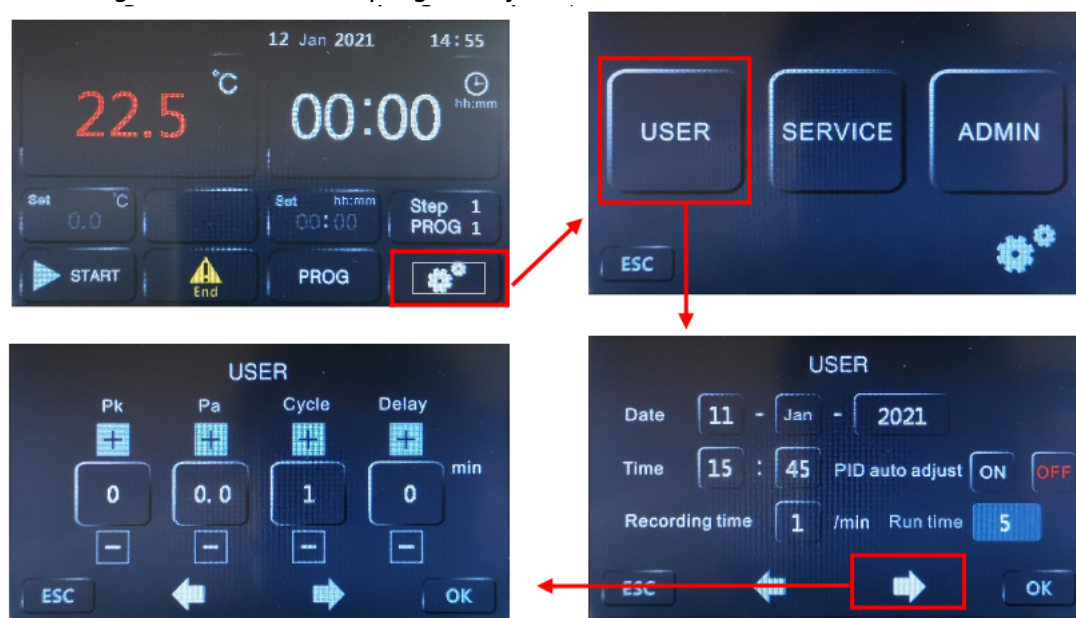 12 Jan 2021 14:55
22.5 °C 00:00 hh:mm
Set °C Set hh:mm Step 1
0.0 00:00 PROG 1
START End PROG
USER SERVICE ADMIN
ESC
USER
Date 11 - Jan - 2021
Time 15 : 45 PID auto adjust ON OFF
Recording time 1 /min Run time 5
ESC OK
USER
Pk Pa Cycle Delay
+ + + +
0 0.0 1 0 min
- - - -
ESC OK